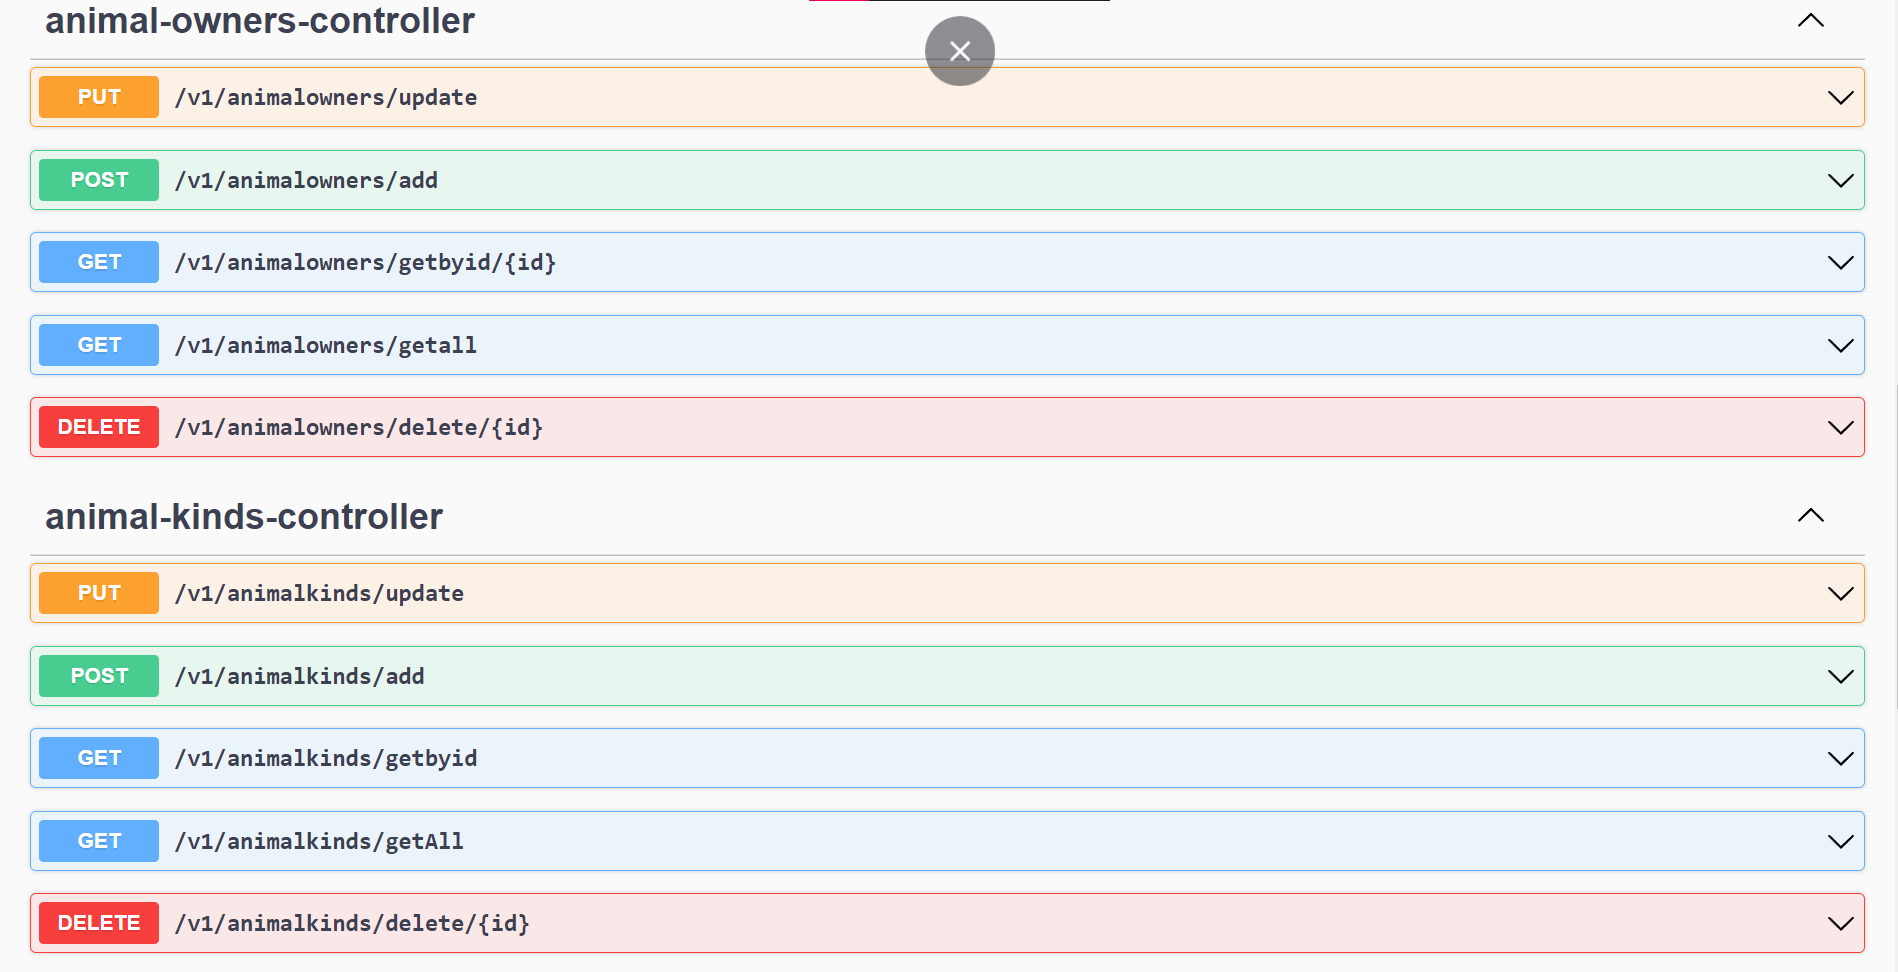 animal-owners-controller
PUT /v1/animalowners/update
POST /v1/animalowners/add
GET /v1/animalowners/getbyid/{id}
GET /v1/animalowners/getall
DELETE /v1/animalowners/delete/{id}
animal-kinds-controller
PUT /v1/animalkinds/update
POST /v1/animalkinds/add
GET /v1/animalkinds/getbyid
GET /v1/animalkinds/getAll
DELETE /v1/animalkinds/delete/{id}